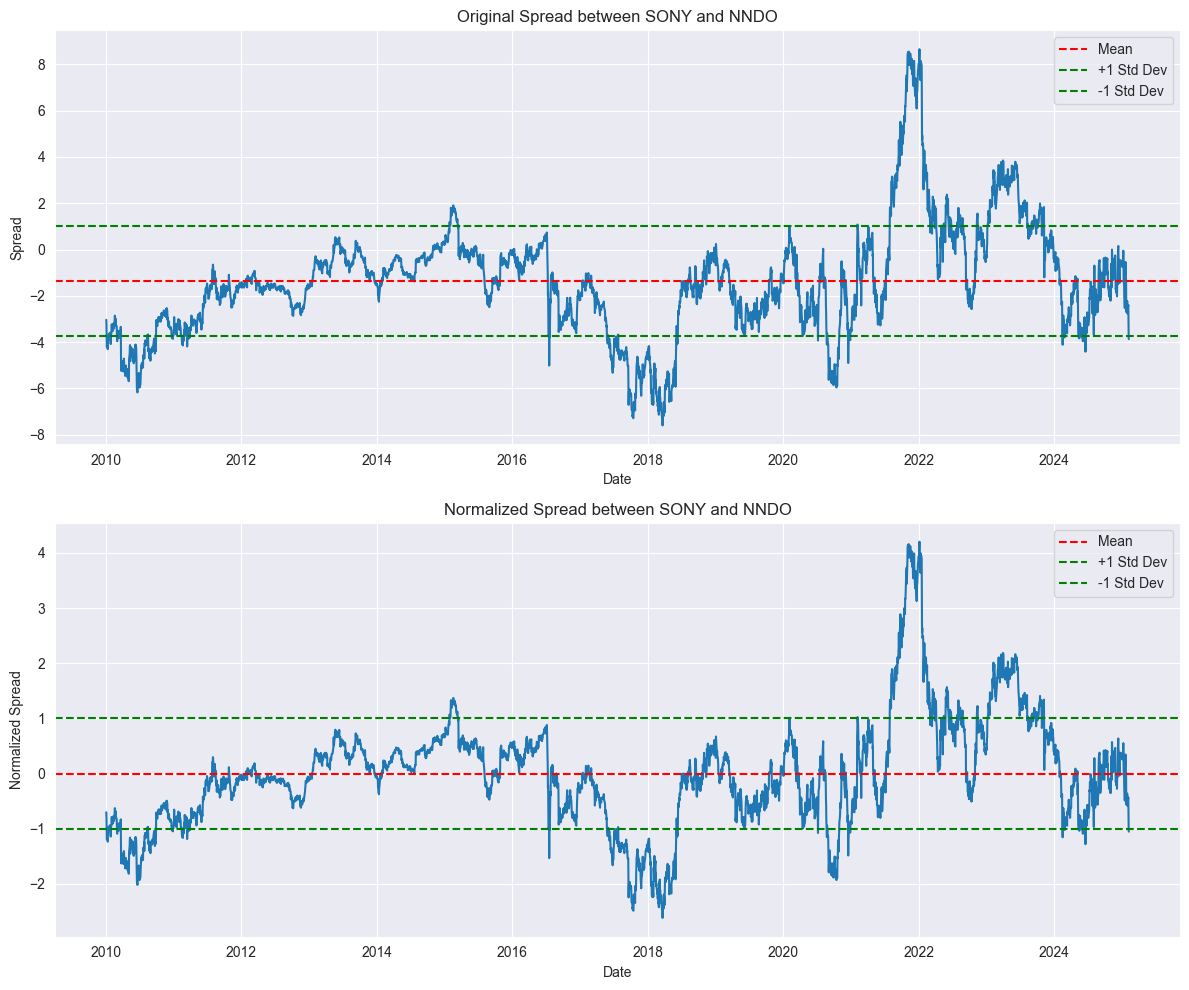 Original Spread between SONY and NNDO
Mean
+1 Std Dev
-1 Std Dev
Spread
8
6
4
2
0
−2
−4
−6
−8
2010 2012 2014 2016 2018 2020 2022 2024
Date
Normalized Spread between SONY and NNDO
Mean
+1 Std Dev
-1 Std Dev
Normalized Spread
4
3
2
1
0
−1
−2
2010 2012 2014 2016 2018 2020 2022 2024
Date